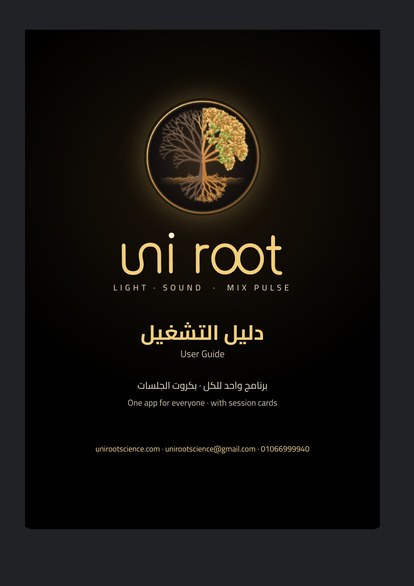 uni root
LIGHT · SOUND · MIX PULSE
دليل التشغيل
User Guide
برنامج واحد للكل · بكروت الجلسات
One app for everyone · with session cards
unirootscience.com · unirootscience@gmail.com · 01066999940